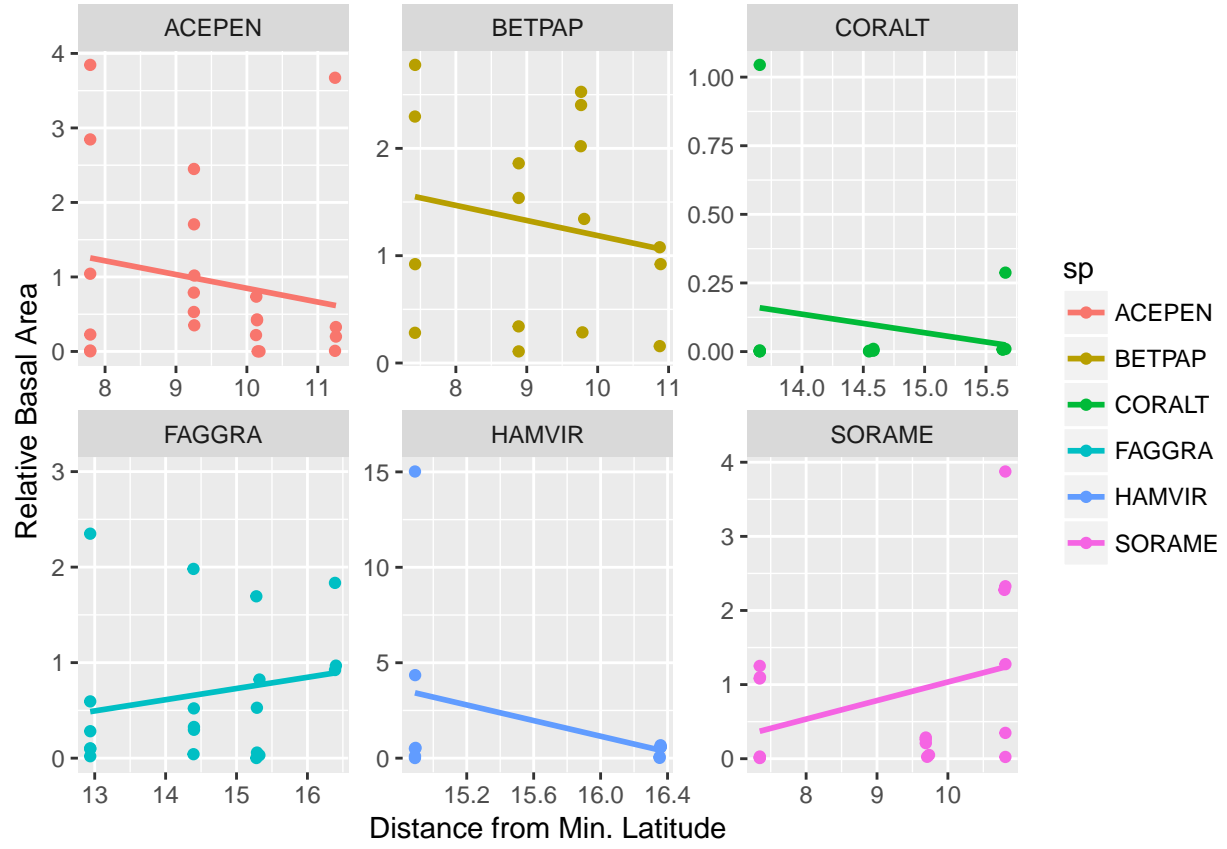 ACEPEN BETPAP CORALT
4
3
2
1
0
8 9 10 11
2
1
0
8 9 10 11
1.00
0.75
0.50
0.25
0.00
14.0 14.5 15.0 15.5
FAGGRA HAMVIR SORAME
3
2
1
0
13 14 15 16
15
10
5
0
15.2 15.6 16.0 16.4
4
3
2
1
0
8 9 10
Relative Basal Area
Distance from Min. Latitude
sp
ACEPEN
BETPAP
CORALT
FAGGRA
HAMVIR
SORAME